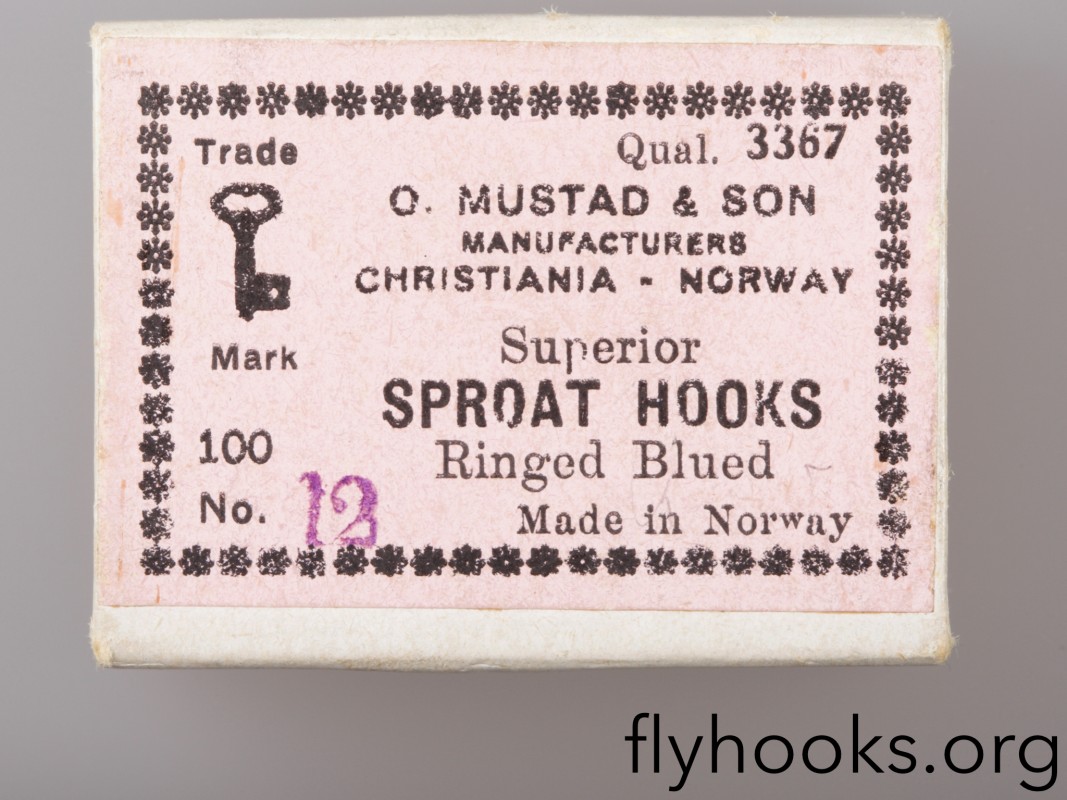 Trade
Qual. 3367
O. MUSTAD & SON
MANUFACTURERS
CHRISTIANIA - NORWAY
Mark
Superior
SPROAT HOOKS
Ringed Blued
100
No. 12
Made in Norway
flyhooks.org